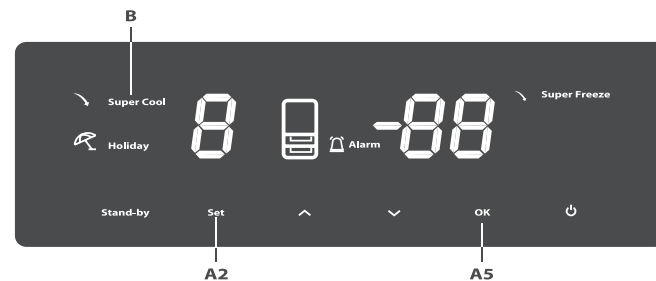 B
Super Cool
8
-88
Super Freeze
Holiday
Alarm
Stand-by Set OK
A2 A5